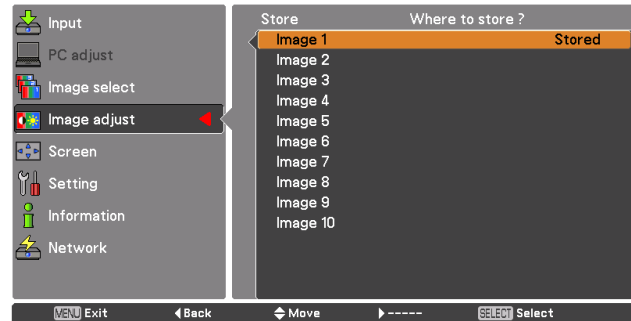 Input
PC adjust
Image select
Image adjust
Screen
Setting
Information
Network
Store Where to store ?
Image 1 Stored
Image 2
Image 3
Image 4
Image 5
Image 6
Image 7
Image 8
Image 9
Image 10
MENU Exit Back Move ----- SELECT Select